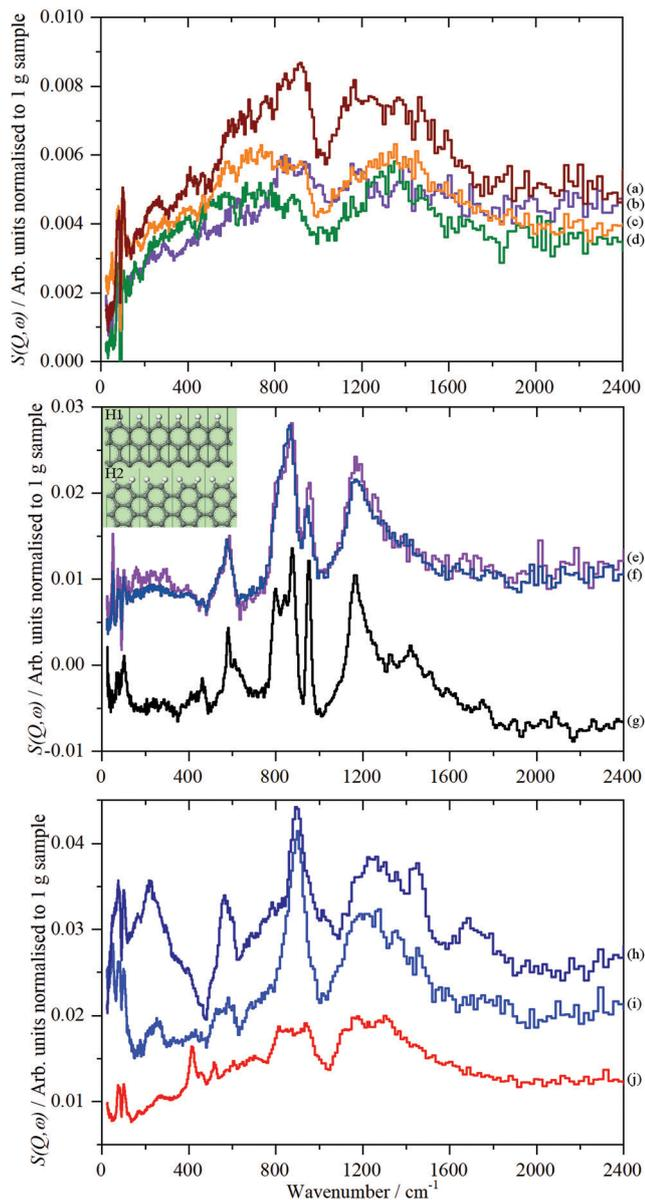 0.010
0.008
0.006
0.004
0.002
0.000
S(Q,ω) / Arb. units normalised to 1 g sample
(a)
(b)
(c)
(d)
0 400 800 1200 1600 2000 2400
0.03
0.02
0.01
0.00
-0.01
S(Q,ω) / Arb. units normalised to 1 g sample
H1
H2
(e)
(f)
(g)
0 400 800 1200 1600 2000 2400
0.04
0.03
0.02
0.01
S(Q,ω) / Arb. units normalised to 1 g sample
(h)
(i)
(j)
0 400 800 1200 1600 2000 2400
Wavenumber / cm⁻¹